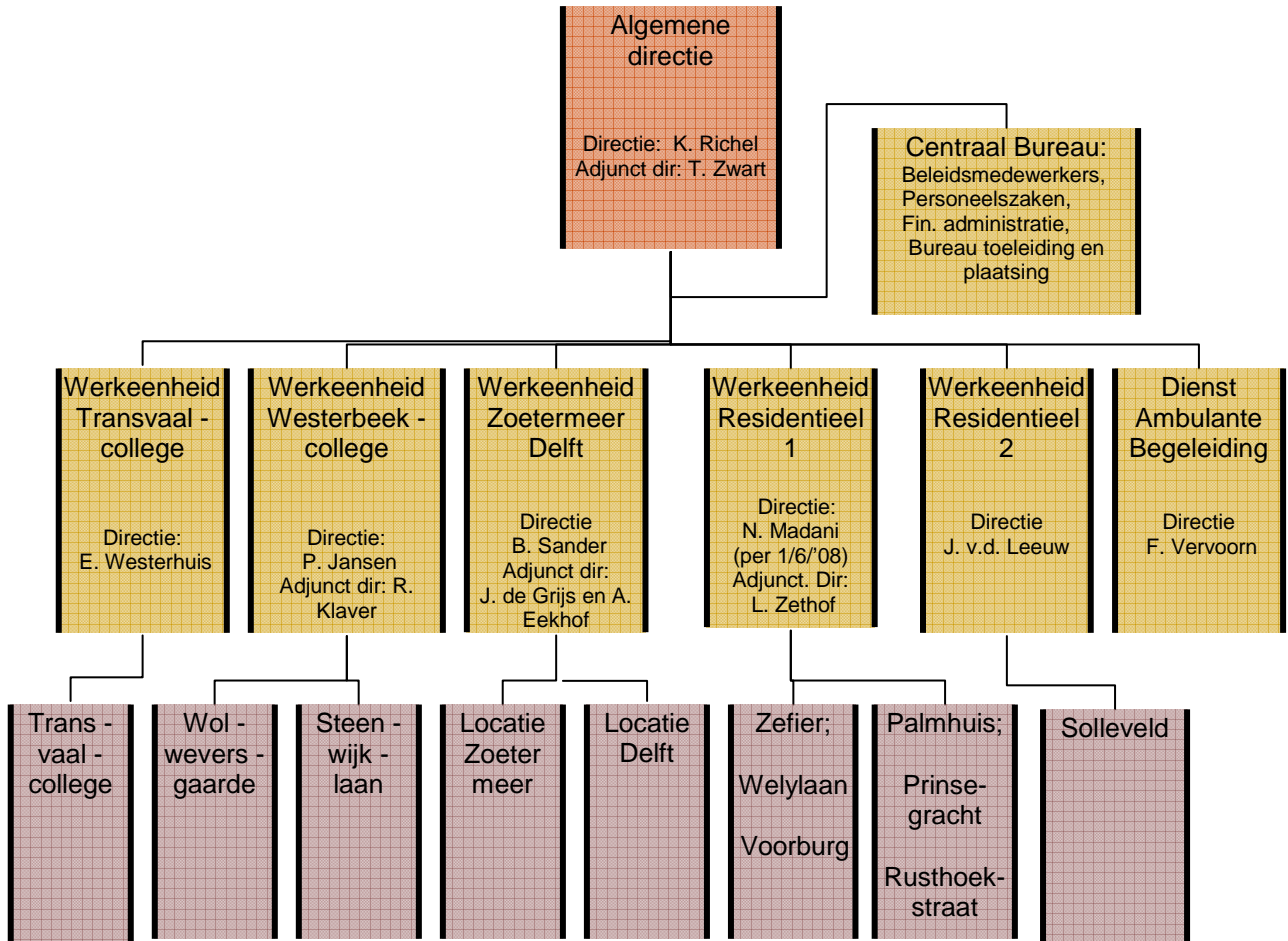 Algemene
directie
Directie: K. Richel
Adjunct dir: T. Zwart
Centraal Bureau:
Beleidsmedewerkers,
Personeelszaken,
Fin. administratie,
Bureau toeleiding en
plaatsing
Werkeenheid
Transvaal -
college
Directie:
E. Westerhuis
Werkeenheid
Westerbeek -
college
Directie:
P. Jansen
Adjunct dir: R.
Klaver
Werkeenheid
Zoetermeer
Delft
Directie
B. Sander
Adjunct dir:
J. de Grijs en A.
Eekhof
Werkeenheid
Residentieel
1
Directie:
N. Madani
(per 1/6/'08)
Adjunct. Dir:
L. Zethof
Werkeenheid
Residentieel
2
Directie
J. v.d. Leeuw
Dienst
Ambulante
Begeleiding
Directie
F. Vervoorn
Trans -
vaal -
college
Wol -
wevers -
gaarde
Steen -
wijk -
laan
Locatie
Zoeter
meer
Locatie
Delft
Zefier;
Welylaan
Voorburg
Palmhuis;
Prinse-
gracht
Rusthoek-
straat
Solleveld